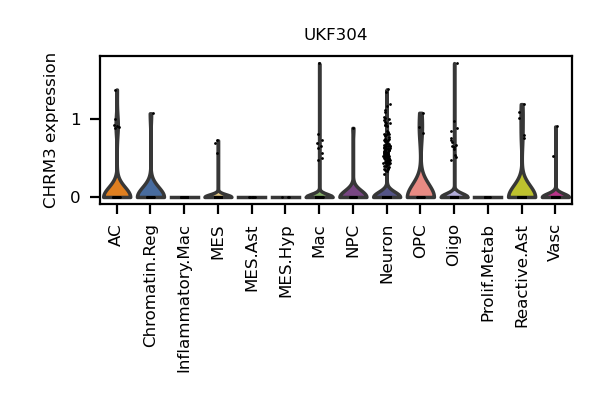 UKF304
CHRM3 expression
1
0
AC
Chromatin.Reg
Inflammatory.Mac
MES
MES.Ast
MES.Hyp
Mac
NPC
Neuron
OPC
Oligo
Prolif.Metab
Reactive.Ast
Vasc